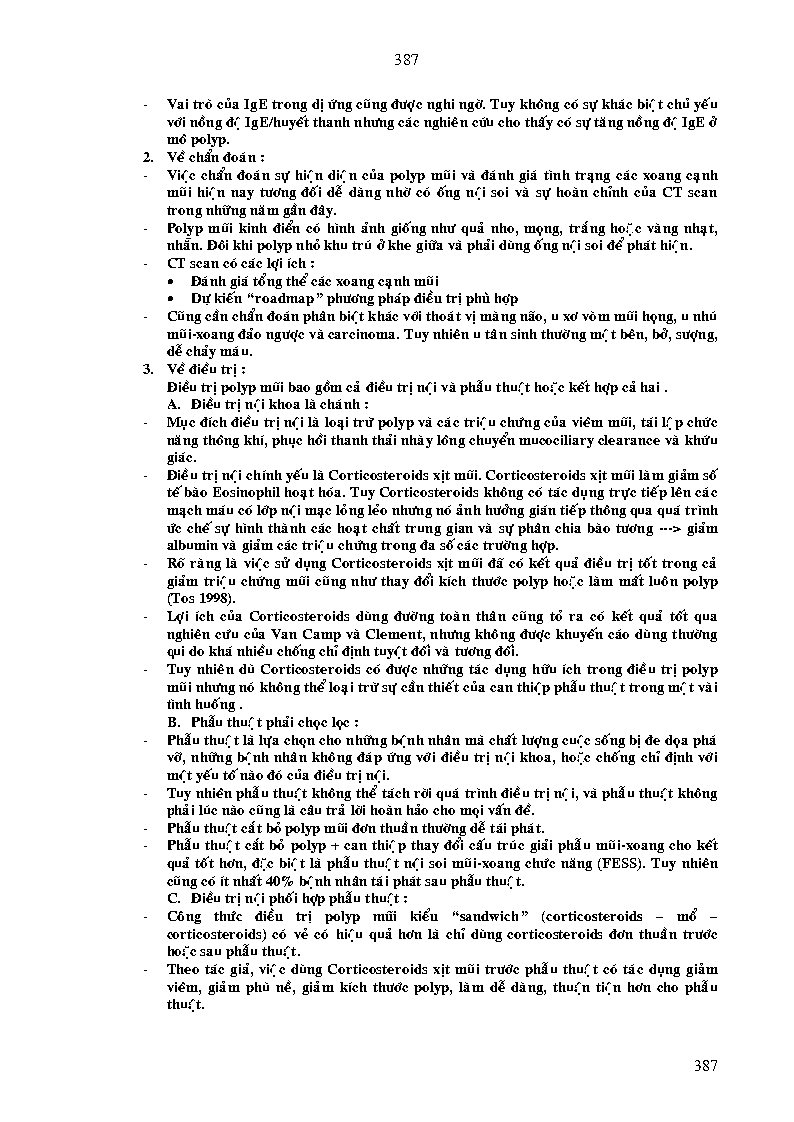 387
- Vai trò của IgE trong dị ứng cũng được nghi ngờ. Tuy không có sự khác biệt chủ yếu
với nồng độ IgE/huyết thanh nhưng các nghiên cứu cho thấy có sự tăng nồng độ IgE ở
mô polyp.
2. Về chẩn đoán :
- Việc chẩn đoán sự hiện diện của polyp mũi và đánh giá tình trạng các xoang cạnh
mũi hiện nay tương đối dễ dàng nhờ có ống nội soi và sự hoàn chỉnh của CT scan
trong những năm gần đây.
- Polyp mũi kinh điển có hình ảnh giống như quả nho, mọng, trắng hoặc vàng nhạt,
nhẵn. Đôi khi polyp nhỏ khu trú ở khe giữa và phải dùng ống nội soi để phát hiện.
- CT scan có các lợi ích :
• Đánh giá tổng thể các xoang cạnh mũi
• Dự kiến “roadmap” phương pháp điều trị phù hợp
- Cũng cần chẩn đoán phân biệt khác với thoát vị màng não, u xơ vòm mũi họng, u nhú
mũi-xoang đảo ngược và carcinoma. Tuy nhiên u tân sinh thường một bên, bở, sượng,
dễ chảy máu.
3. Về điều trị :
Điều trị polyp mũi bao gồm cả điều trị nội và phẫu thuật hoặc kết hợp cả hai .
A. Điều trị nội khoa là chánh :
- Mục đích điều trị nội là loại trừ polyp và các triệu chứng của viêm mũi, tái lập chức
năng thông khí, phục hồi thanh thải nhày lông chuyển mucociliary clearance và khứu
giác.
- Điều trị nội chính yếu là Corticosteroids xịt mũi. Corticosteroids xịt mũi làm giảm số
tế bào Eosinophil hoạt hóa. Tuy Corticosteroids không có tác dụng trực tiếp lên các
mạch máu có lớp nội mạc lỏng lẻo nhưng nó ảnh hưởng gián tiếp thông qua quá trình
ức chế sự hình thành các hoạt chất trung gian và sự phân chia bào tương ---> giảm
albumin và giảm các triệu chứng trong đa số các trường hợp.
- Rõ ràng là việc sử dụng Corticosteroids xịt mũi đã có kết quả điều trị tốt trong cả
giảm triệu chứng mũi cũng như thay đổi kích thước polyp hoặc làm mất luôn polyp
(Tos 1998).
- Lợi ích của Corticosteroids dùng đường toàn thân cũng tỏ ra có kết quả tốt qua
nghiên cứu của Van Camp và Clement, nhưng không được khuyến cáo dùng thường
qui do khá nhiều chống chỉ định tuyệt đối và tương đối.
- Tuy nhiên dù Corticosteroids có được những tác dụng hữu ích trong điều trị polyp
mũi nhưng nó không thể loại trừ sự cần thiết của can thiệp phẫu thuật trong một vài
tình huống .
B. Phẫu thuật phải chọc lọc :
- Phẫu thuật là lựa chọn cho những bệnh nhân mà chất lượng cuộc sống bị đe dọa phá
vỡ, những bệnh nhân không đáp ứng với điều trị nội khoa, hoặc chống chỉ định với
một yếu tố nào đó của điều trị nội.
- Tuy nhiên phẫu thuật không thể tách rời quá trình điều trị nội, và phẫu thuật không
phải lúc nào cũng là câu trả lời hoàn hảo cho mọi vấn đề.
- Phẫu thuật cắt bỏ polyp mũi đơn thuần thường dễ tái phát.
- Phẫu thuật cắt bỏ polyp + can thiệp thay đổi cấu trúc giải phẫu mũi-xoang cho kết
quả tốt hơn, đặc biệt là phẫu thuật nội soi mũi-xoang chức năng (FESS). Tuy nhiên
cũng có ít nhất 40% bệnh nhân tái phát sau phẫu thuật.
C. Điều trị nội phối hợp phẫu thuật :
- Công thức điều trị polyp mũi kiểu “sandwich” (corticosteroids – mổ –
corticosteroids) có vẻ có hiệu quả hơn là chỉ dùng corticosteroids đơn thuần trước
hoặc sau phẫu thuật.
- Theo tác giả, việc dùng Corticosteroids xịt mũi trước phẫu thuật có tác dụng giảm
viêm, giảm phù nề, giảm kích thước polyp, làm dễ dàng, thuận tiện hơn cho phẫu
thuật.
387